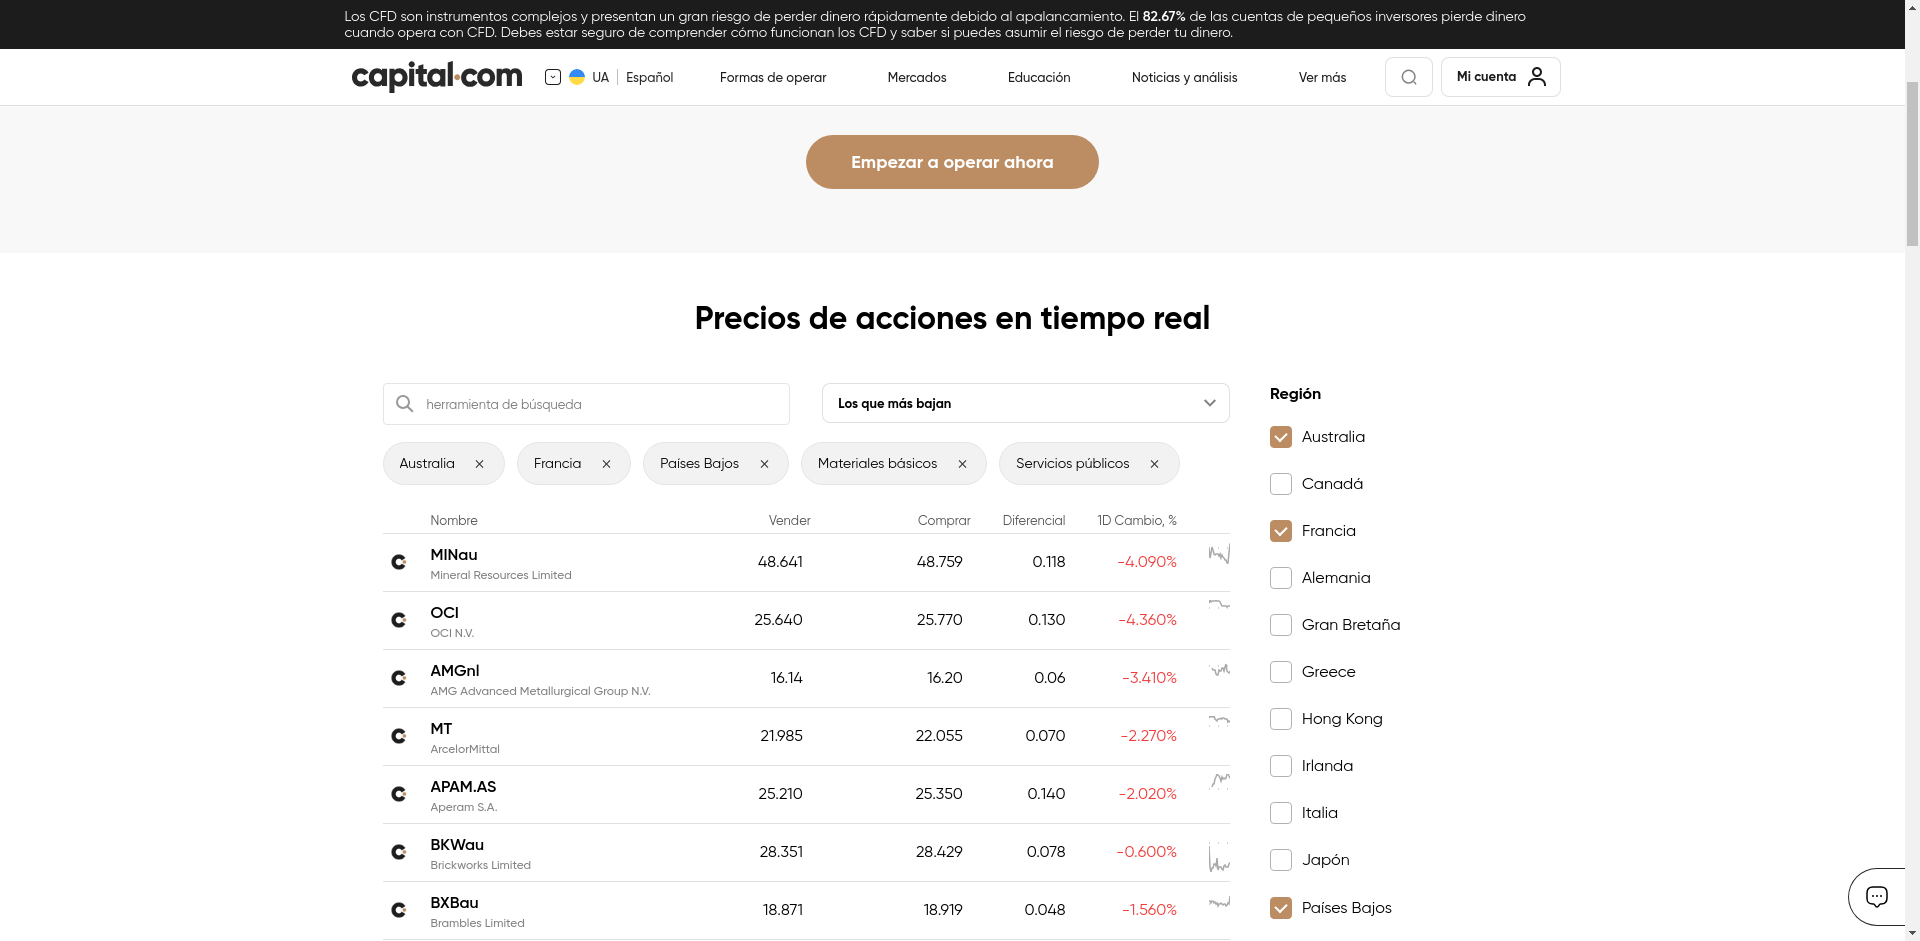 Los CFD son instrumentos complejos y presentan un gran riesgo de perder dinero rápidamente debido al apalancamiento. El 82.67% de las cuentas de pequeños inversores pierde dinero
cuando opera con CFD. Debes estar seguro de comprender cómo funcionan los CFD y saber si puedes asumir el riesgo de perder tu dinero.
capital.com UA Español Formas de operar Mercados Educación Noticias y análisis Ver más Mi cuenta
Empezar a operar ahora
Precios de acciones en tiempo real
herramienta de búsqueda Los que más bajan
Australia Francia Países Bajos Materiales básicos Servicios públicos
Nombre Vender Comprar Diferencial 1D Cambio, %
MINau 48.641 48.759 0.118 -4.090%
Mineral Resources Limited
OCI 25.640 25.770 0.130 -4.360%
OCI N.V.
AMGnl 16.14 16.20 0.06 -3.410%
AMG Advanced Metallurgical Group N.V.
MT 21.985 22.055 0.070 -2.270%
ArcelorMittal
APAM.AS 25.210 25.350 0.140 -2.020%
Aperam S.A.
BKWau 28.351 28.429 0.078 -0.600%
Brickworks Limited
BXBau 18.871 18.919 0.048 -1.560%
Brambles Limited
Región
Australia
Canadá
Francia
Alemania
Gran Bretaña
Greece
Hong Kong
Irlanda
Italia
Japón
Países Bajos